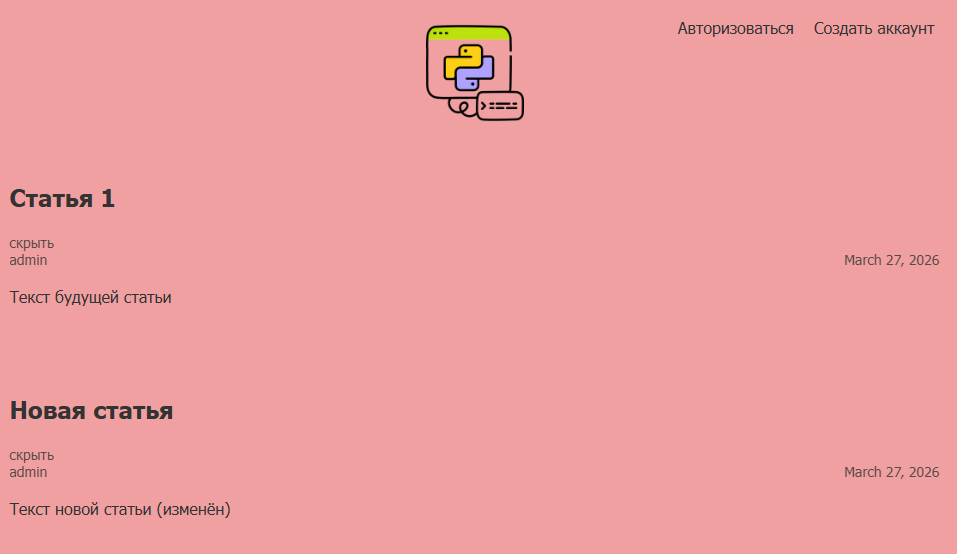 Авторизоваться Создать аккаунт
Статья 1
скрыть
admin March 27, 2026
Текст будущей статьи
Новая статья
скрыть
admin March 27, 2026
Текст новой статьи (изменён)